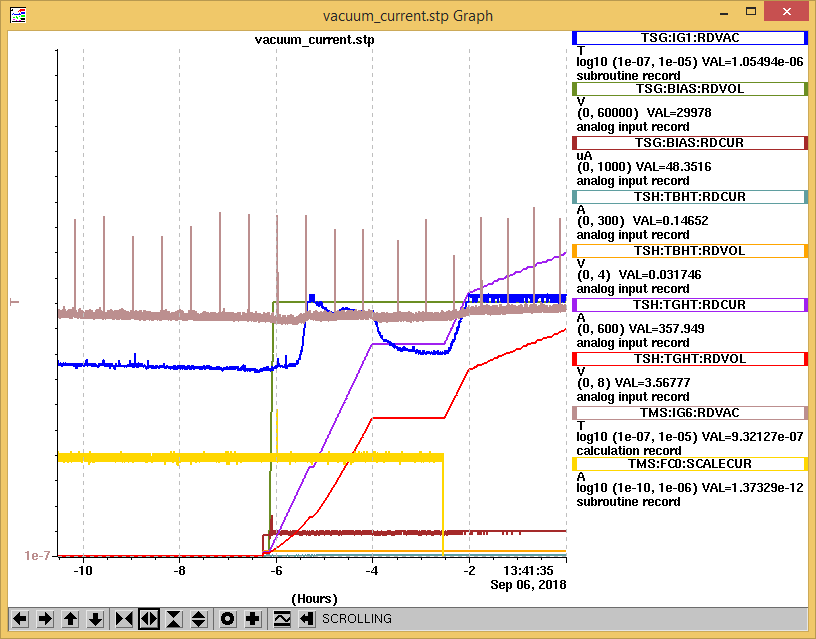 vacuum_current.stp Graph
vacuum_current.stp
TSG:IG1:RDVAC
T
log10 (1e-07, 1e-05) VAL=1.05494e-06
subroutine record
TSG:BIAS:RDVOL
V
(0, 60000) VAL=29978
analog input record
TSG:BIAS:RDCUR
uA
(0, 1000) VAL=48.3516
analog input record
TSH:TBHT:RDCUR
A
(0, 300) VAL=0.14652
analog input record
TSH:TBHT:RDVOL
V
(0, 4) VAL=0.031746
analog input record
TSH:TGHT:RDCUR
A
(0, 600) VAL=357.949
analog input record
TSH:TGHT:RDVOL
V
(0, 8) VAL=3.56777
analog input record
TMS:IG6:RDVAC
T
log10 (1e-07, 1e-05) VAL=9.32127e-07
calculation record
TMS:FC0:SCALECUR
A
log10 (1e-10, 1e-06) VAL=1.37329e-12
subroutine record
T
1e-7
-10 -8 -6 -4 -2 13:41:35
Sep 06, 2018
(Hours)
SCROLLING